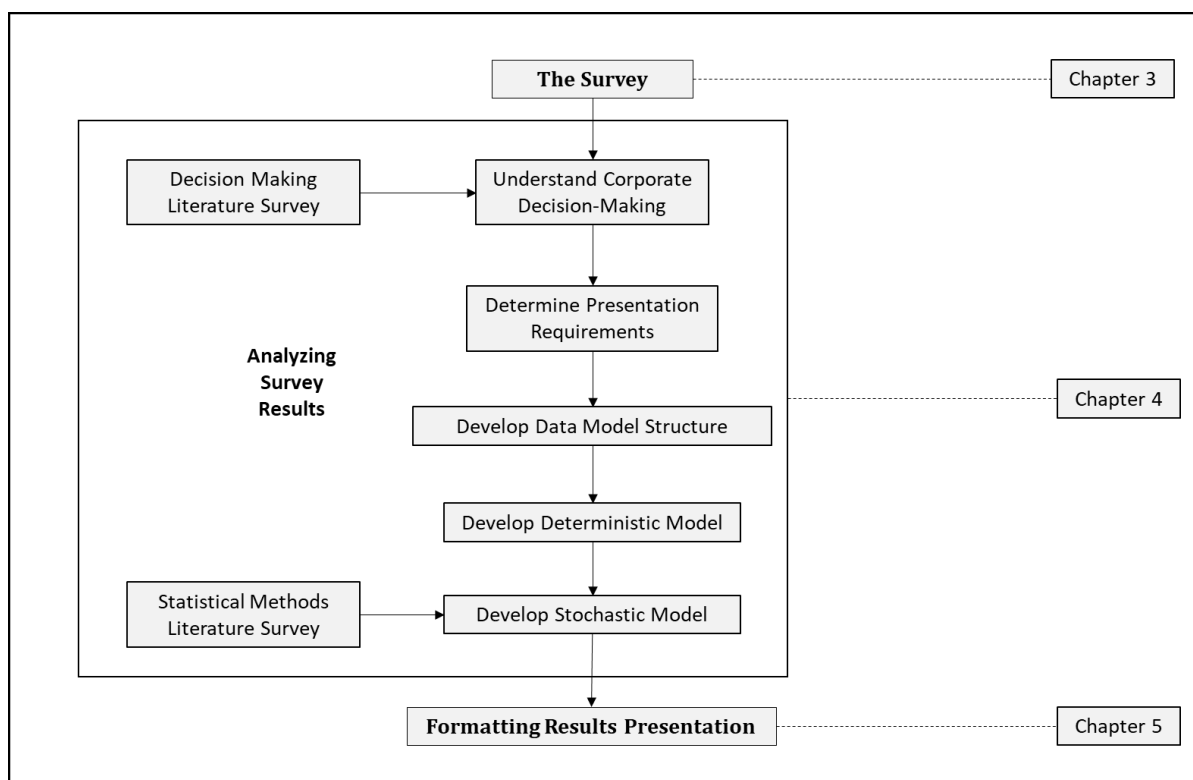 The Survey
Chapter 3
Decision Making
Literature Survey
Understand Corporate
Decision-Making
Determine Presentation
Requirements
Analyzing
Survey
Results
Chapter 4
Develop Data Model Structure
Develop Deterministic Model
Statistical Methods
Literature Survey
Develop Stochastic Model
Formatting Results Presentation
Chapter 5